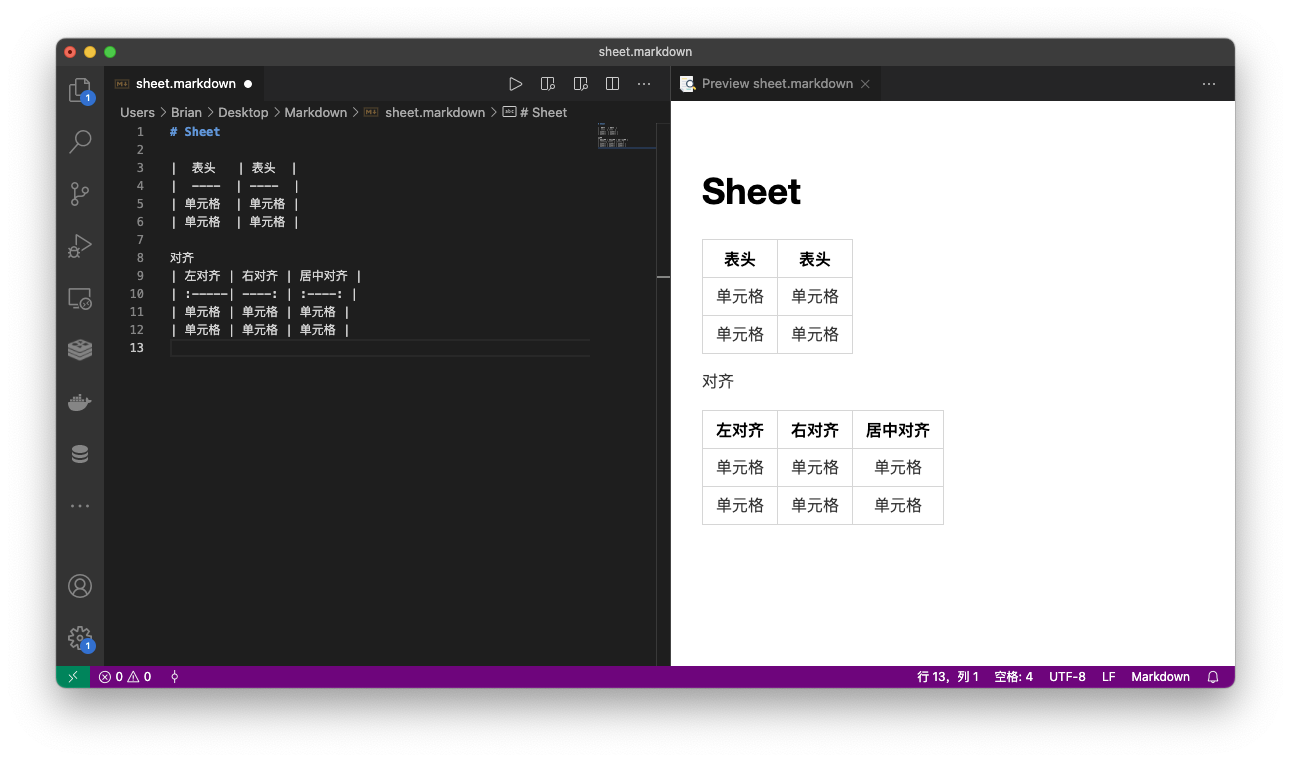 sheet.markdown
sheet.markdown
Preview sheet.markdown
Users > Brian > Desktop > Markdown > sheet.markdown > # Sheet
1 # Sheet
2
3 |  表头   | 表头  |
4 |  ----  | ----  |
5 | 单元格  | 单元格 |
6 | 单元格  | 单元格 |
7
8 对齐
9 | 左对齐 | 右对齐 | 居中对齐 |
10 | :-----| ----: | :----: |
11 | 单元格 | 单元格 | 单元格 |
12 | 单元格 | 单元格 | 单元格 |
13
1
1
Sheet
表头 表头
单元格 单元格
单元格 单元格
对齐
左对齐 右对齐 居中对齐
单元格 单元格 单元格
单元格 单元格 单元格
0 0 行 13，列 1 空格: 4 UTF-8 LF Markdown